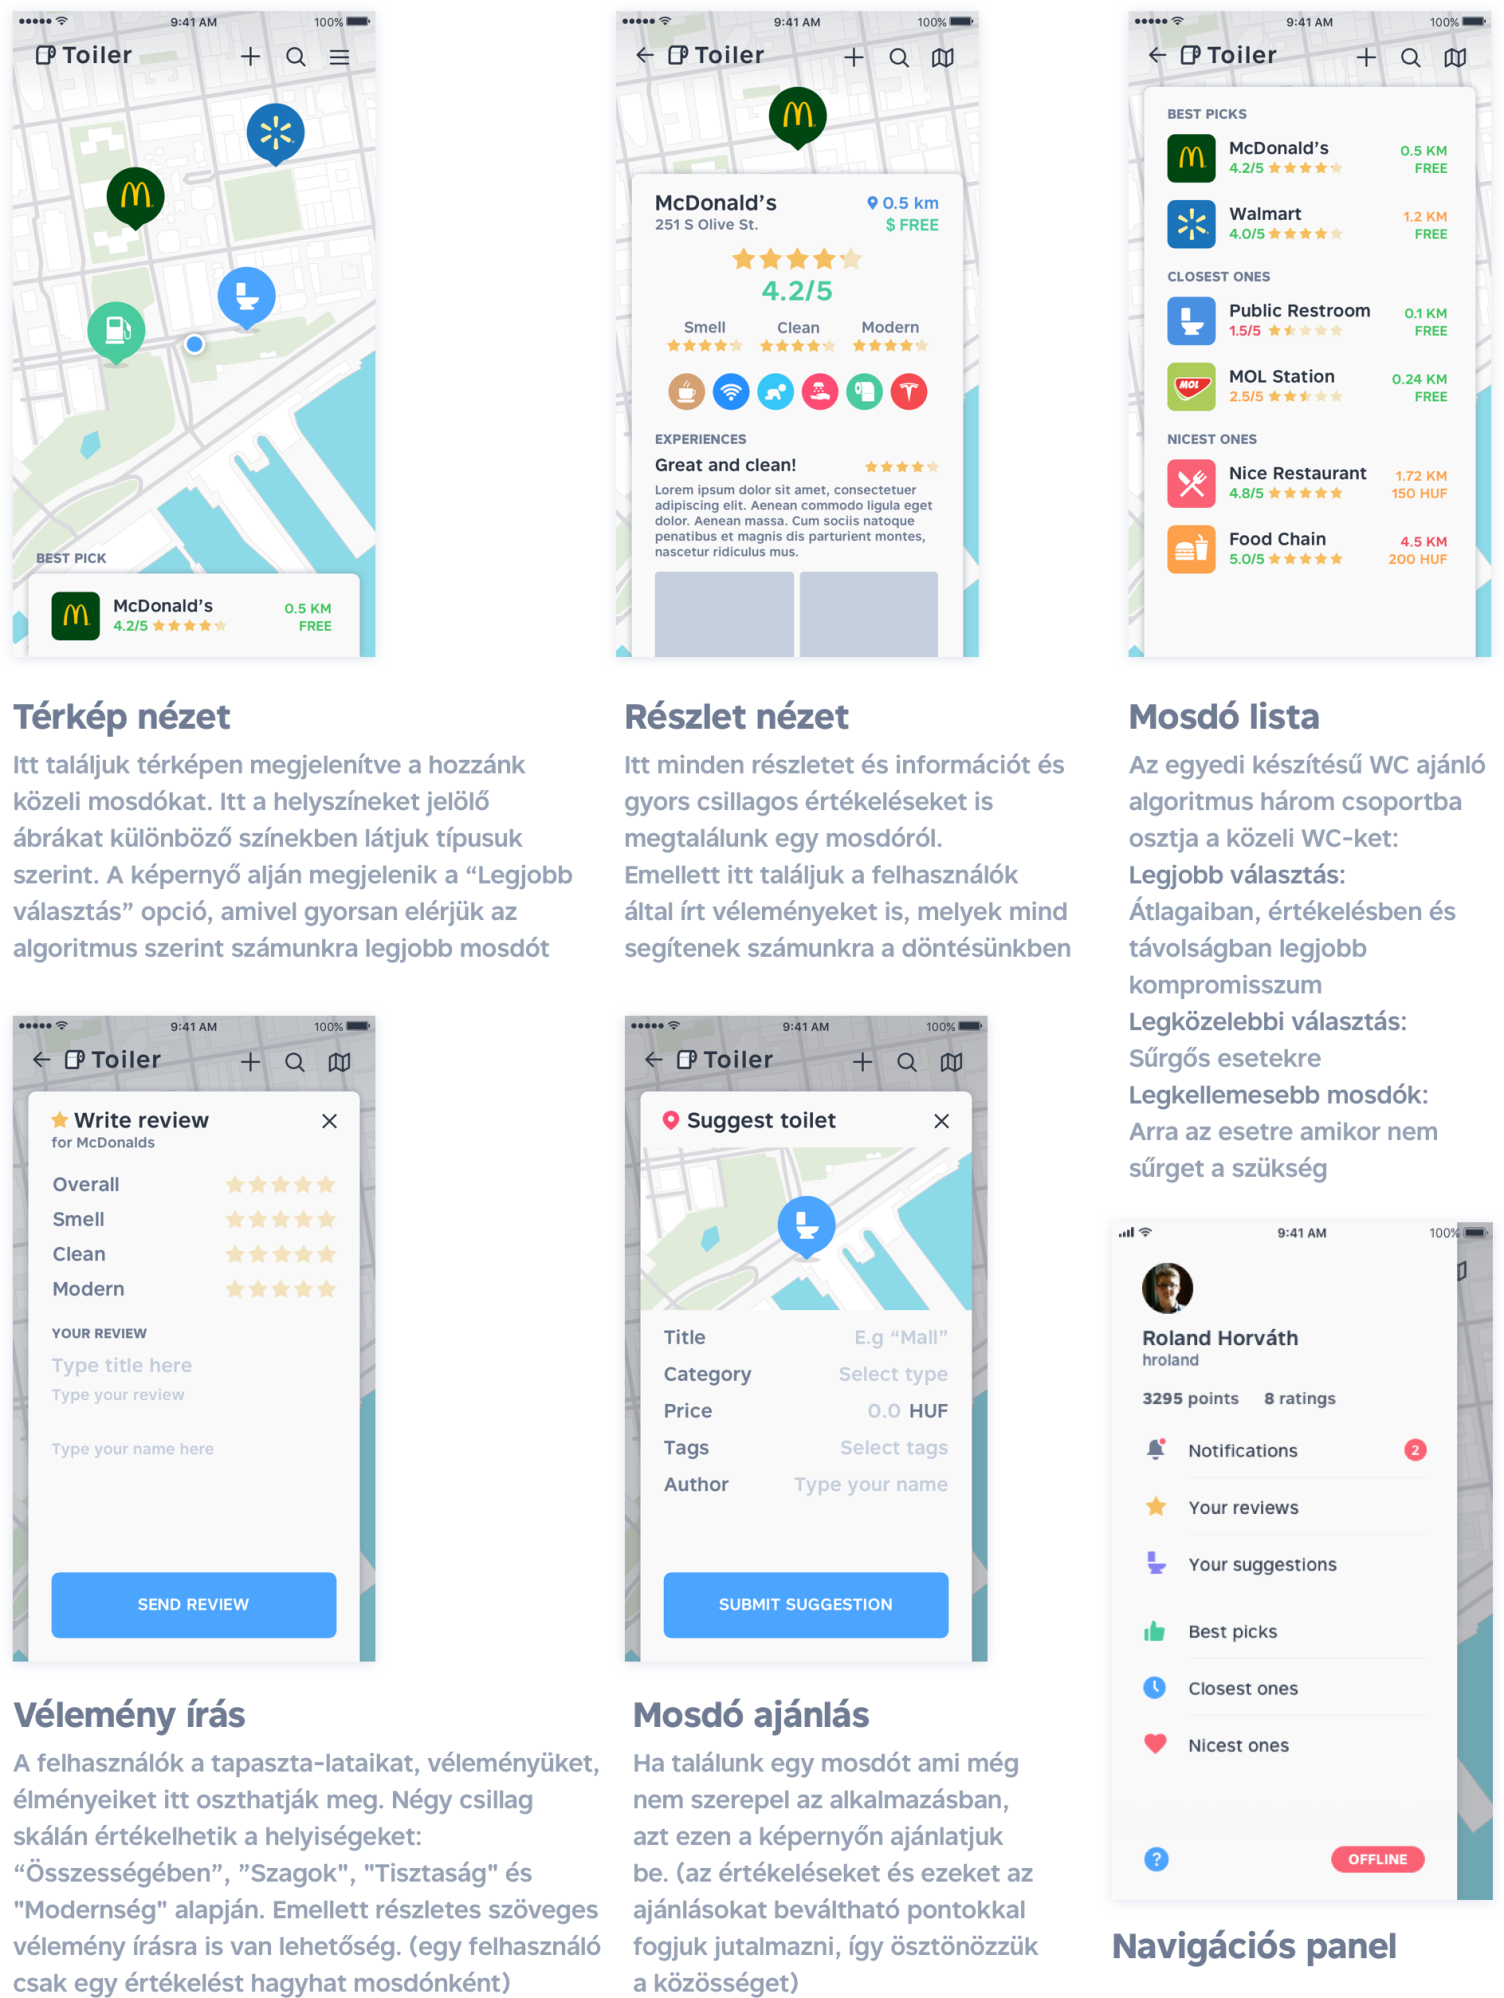 9:41 AM 100%
Toiler
BEST PICK
McDonald's
4.2/5
0.5 KM
FREE
9:41 AM 100%
Toiler
McDonald's
0.5 km
251 S Olive St.
$ FREE
4.2/5
Smell Clean Modern
EXPERIENCES
Great and clean!
Lorem ipsum dolor sit amet, consectetuer
adipiscing elit. Aenean commodo ligula eget
dolor. Aenean massa. Cum sociis natoque
penatibus et magnis dis parturient montes,
nascetur ridiculus mus.
9:41 AM 100%
Toiler
BEST PICKS
McDonald's
4.2/5
0.5 KM
FREE
Walmart
4.0/5
1.2 KM
FREE
CLOSEST ONES
Public Restroom
1.5/5
0.1 KM
FREE
MOL
MOL Station
2.5/5
0.24 KM
FREE
NICEST ONES
Nice Restaurant
4.8/5
1.72 KM
150 HUF
Food Chain
5.0/5
4.5 KM
200 HUF
Térkép nézet
Itt találjuk térképen megjelenítve a hozzánk
közeli mosdókat. Itt a helyszíneket jelölő
ábrákat különböző színekben látjuk típusuk
szerint. A képernyő alján megjelenik a “Legjobb
választás” opció, amivel gyorsan elérjük az
algoritmus szerint számunkra legjobb mosdót
Részlet nézet
Itt minden részletet és információt és
gyors csillagos értékeléseket is
megtalálunk egy mosdóról.
Emellett itt találjuk a felhasználók
által írt véleményeket is, melyek mind
segítenek számunkra a döntésünkben
Mosdó lista
Az egyedi készítésű WC ajánló
algoritmus három csoportba
osztja a közeli WC-ket:
Legjobb választás:
Átlagaiban, értékelésben és
távolságban legjobb
kompromisszum
Legközelebbi választás:
Sűrgős esetekre
Legkellemesebb mosdók:
Arra az esetre amikor nem
sűrget a szükség
9:41 AM 100%
Toiler
Write review
for McDonalds
Overall
Smell
Clean
Modern
YOUR REVIEW
Type title here
Type your review
Type your name here
SEND REVIEW
9:41 AM 100%
Toiler
Suggest toilet
Title E.g “Mall”
Category Select type
Price 0.0 HUF
Tags Select tags
Author Type your name
SUBMIT SUGGESTION
9:41 AM 100%
Roland Horváth
hroland
3295 points 8 ratings
Notifications 2
Your reviews
Your suggestions
Best picks
Closest ones
Nicest ones
? OFFLINE
Vélemény írás
A felhasználók a tapaszta-lataikat, véleményüket,
élményeiket itt oszthatják meg. Négy csillag
skálán értékelhetik a helyiségeket:
“Összességében”, ”Szagok", "Tisztaság" és
"Modernség" alapján. Emellett részletes szöveges
vélemény írásra is van lehetőség. (egy felhasználó
csak egy értékelést hagyhat mosdónként)
Mosdó ajánlás
Ha találunk egy mosdót ami még
nem szerepel az alkalmazásban,
azt ezen a képernyőn ajánlatjuk
be. (az értékeléseket és ezeket az
ajánlásokat beváltható pontokkal
fogjuk jutalmazni, így ösztönözzük
a közösséget)
Navigációs panel